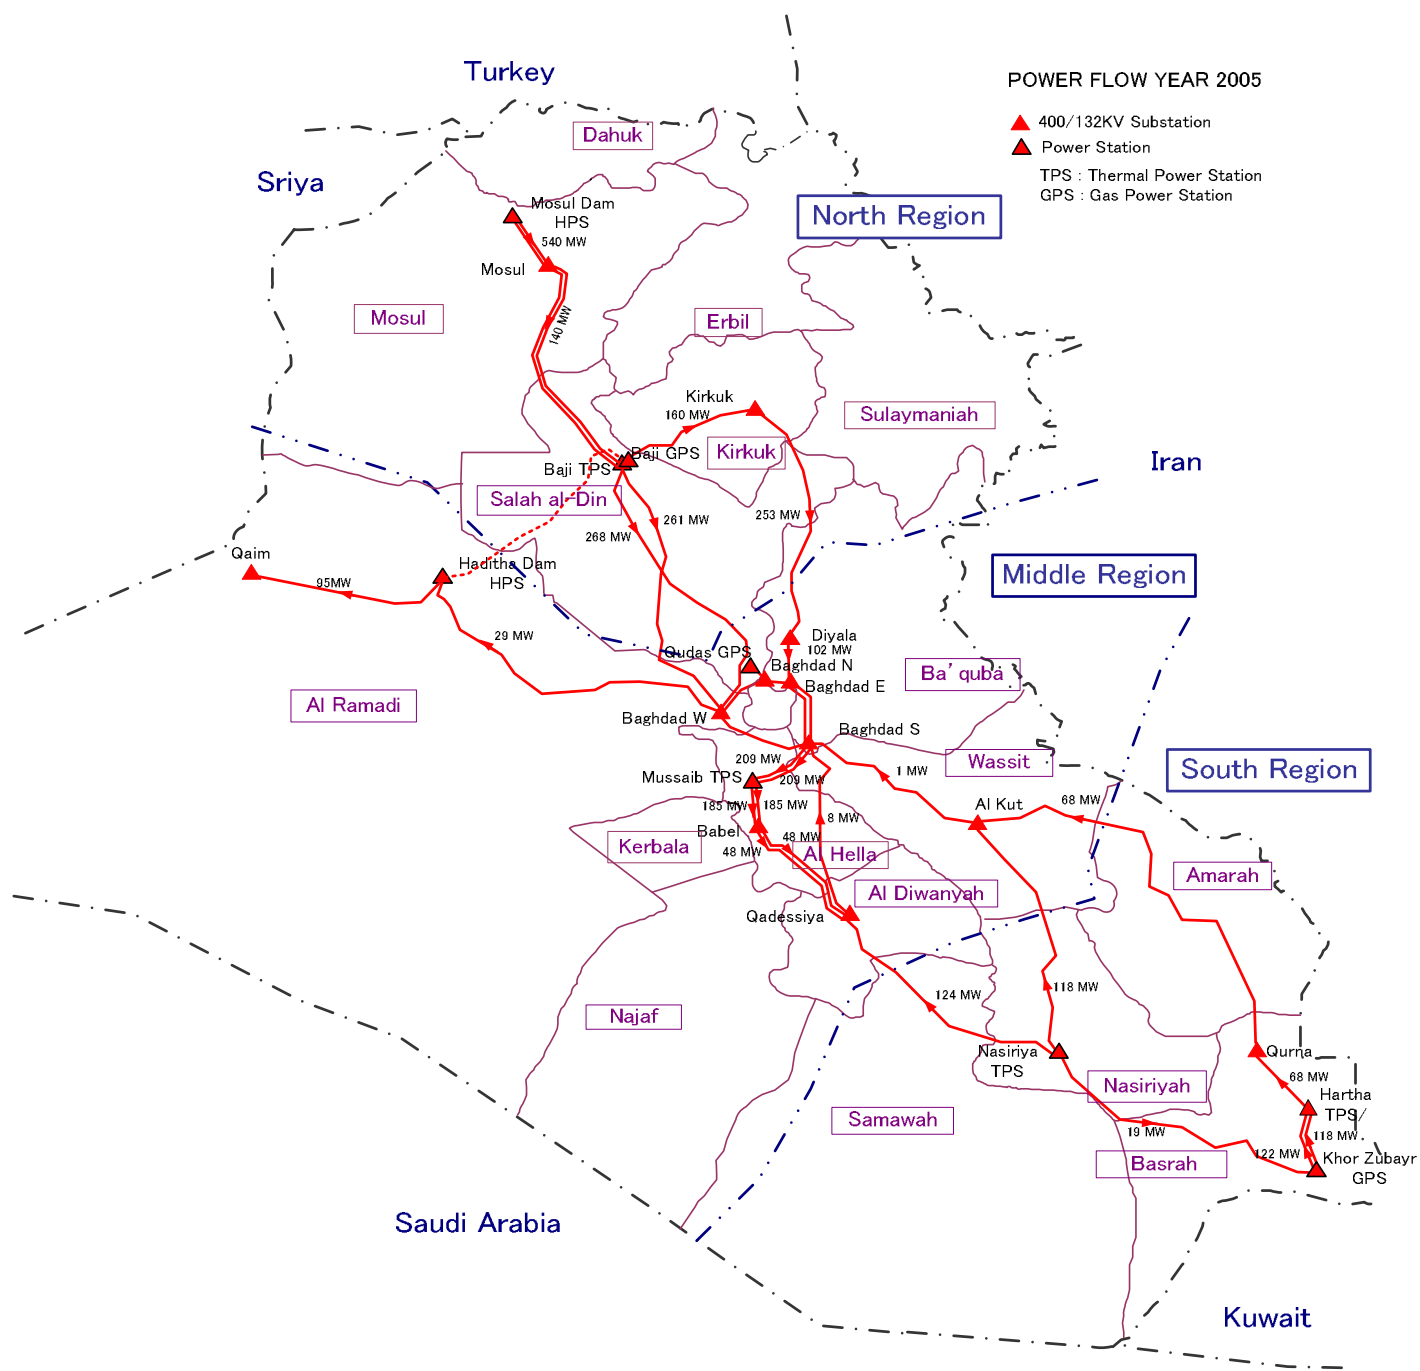 POWER FLOW YEAR 2005
400/132KV Substation
Power Station
TPS : Thermal Power Station
GPS : Gas Power Station
Turkey
Dahuk
Sriya
Mosul Dam
HPS
North Region
540 MW
Mosul
Mosul
140 MW
Erbil
Kirkuk
160 MW
Sulaymaniah
Kirkuk
Baji GPS
Baji TPS
Iran
Salah al-Din
261 MW
253 MW
268 MW
Qaim
Haditha Dam
HPS
95MW
Middle Region
29 MW
Diyala
102 MW
Qudas GPS
Baghdad N
Baghdad E
Ba'quba
Al Ramadi
Baghdad W
Baghdad S
209 MW
Wassit
1 MW
South Region
Mussaib TPS
209 MW
185 MW
185 MW
Al Kut
68 MW
8 MW
Babel
48 MW
48 MW
Kerbala
Al Hella
Amarah
Al Diwanyah
Qadessiya
118 MW
124 MW
Najaf
Nasiriya
TPS
Qurna
68 MW
Nasiriyah
Hartha
TPS/
Samawah
19 MW
118 MW
122 MW
Khor Zubayr
GPS
Basrah
Saudi Arabia
Kuwait